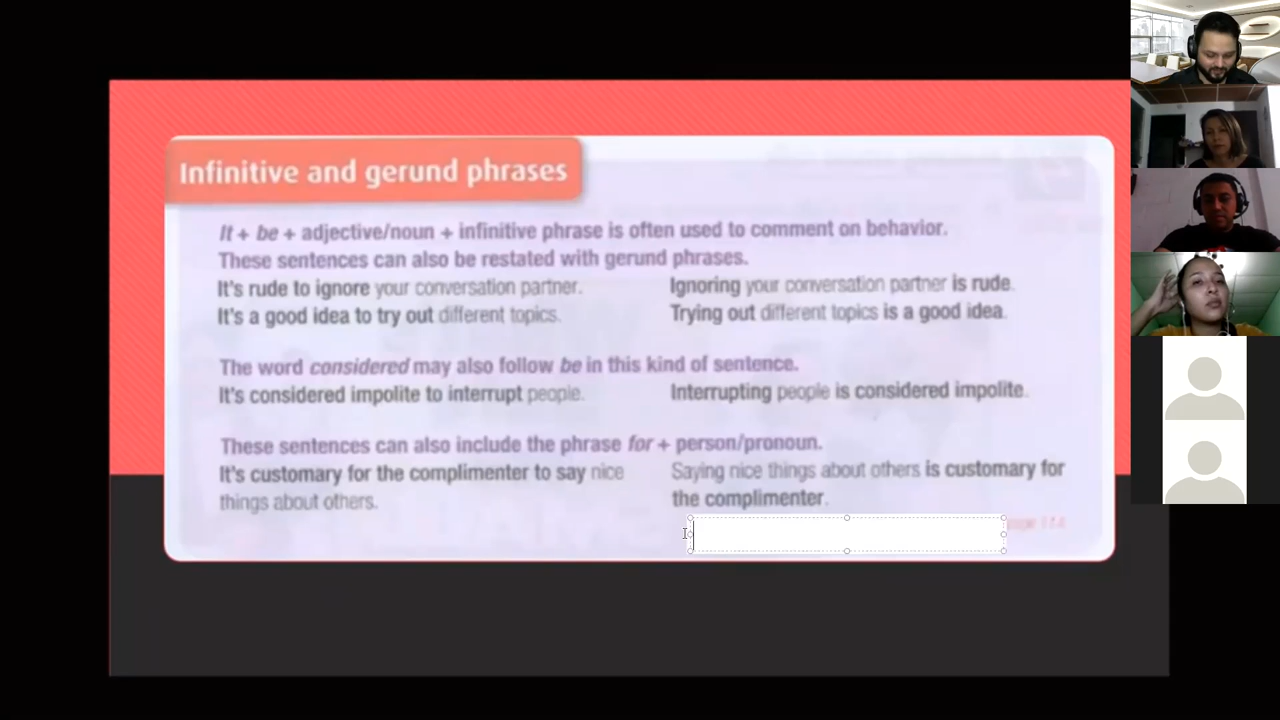 Infinitive and gerund phrases
It + be + adjective/noun + infinitive phrase is often used to comment on behavior.
These sentences can also be restated with gerund phrases.
It's rude to ignore your conversation partner.
Ignoring your conversation partner is rude.
It's a good idea to try out different topics.
Trying out different topics is a good idea.
The word considered may also follow be in this kind of sentence.
It's considered impolite to interrupt people.
Interrupting people is considered impolite.
These sentences can also include the phrase for + person/pronoun.
It's customary for the complimenter to say nice
things about others.
Saying nice things about others is customary for
the complimenter.
page 114